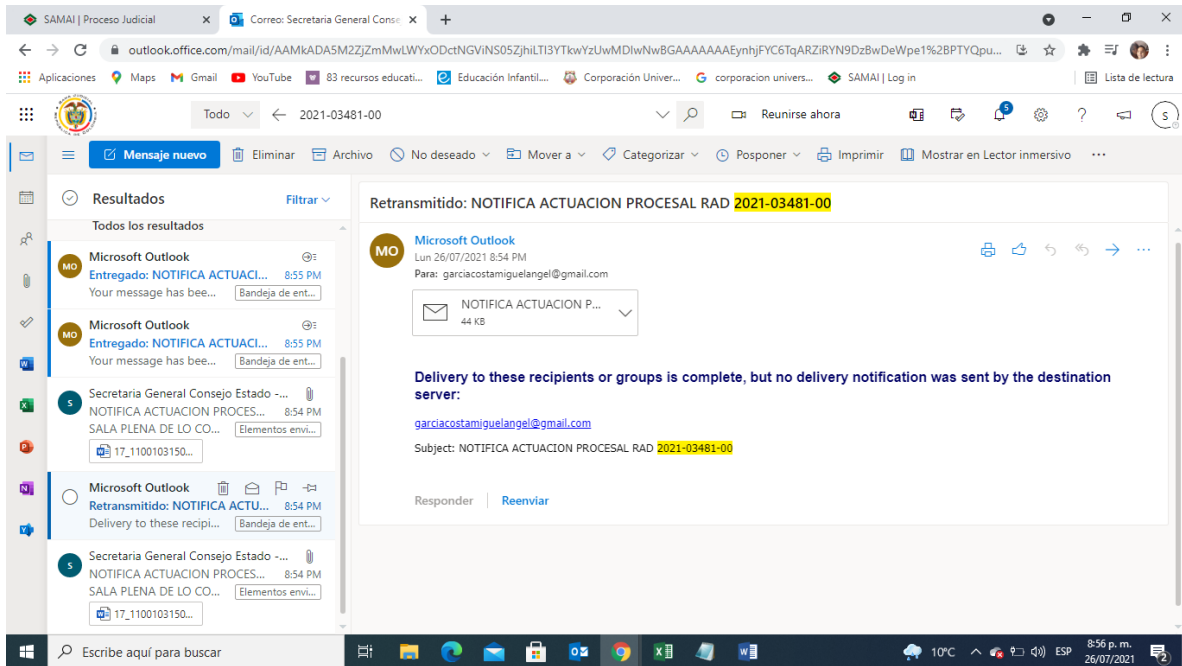 SAMAI | Proceso Judicial
Correo: Secretaria General Conse
outlook.office.com/mail/id/AAMkADA5M2ZjZmMwLWYxODctNGViNS05ZjhiLTI3YTkwYzUwMDIwNwBGAAAAAAAEynhjFYC6TqARZiRYN9DzBwDeWpe1%2BPTYQpu...
Aplicaciones Maps Gmail YouTube 83 recursos educati... Educación Infantil.... Corporación Univer... corporacion univers... SAMAI | Log in Lista de lectura
Todo 2021-03481-00 Reunirse ahora 5 S
Mensaje nuevo Eliminar Archivo No deseado Mover a Categorizar Posponer Imprimir Mostrar en Lector inmersivo
Resultados Filtrar
Todos los resultados
MO
Microsoft Outlook
Entregado: NOTIFICA ACTUACI... 8:55 PM
Your message has bee... Bandeja de ent...
MO
Microsoft Outlook
Entregado: NOTIFICA ACTUACI... 8:55 PM
Your message has bee... Bandeja de ent...
S
Secretaria General Consejo Estado -...
NOTIFICA ACTUACION PROCES... 8:54 PM
SALA PLENA DE LO CO... Elementos envi...
17_1100103150...
Microsoft Outlook
Retransmitido: NOTIFICA ACTU... 8:54 PM
Delivery to these recipi... Bandeja de ent...
S
Secretaria General Consejo Estado -...
NOTIFICA ACTUACION PROCES... 8:54 PM
SALA PLENA DE LO CO... Elementos envi...
17_1100103150...
Retransmitido: NOTIFICA ACTUACION PROCESAL RAD 2021-03481-00
MO
Microsoft Outlook
Lun 26/07/2021 8:54 PM
Para: garciacostamiguelangel@gmail.com
NOTIFICA ACTUACION P...
44 KB
Delivery to these recipients or groups is complete, but no delivery notification was sent by the destination
server:
garciacostamiguelangel@gmail.com
Subject: NOTIFICA ACTUACION PROCESAL RAD 2021-03481-00
Responder Reenviar
Escribe aquí para buscar
10°C ESP
8:56 p. m.
26/07/2021
2